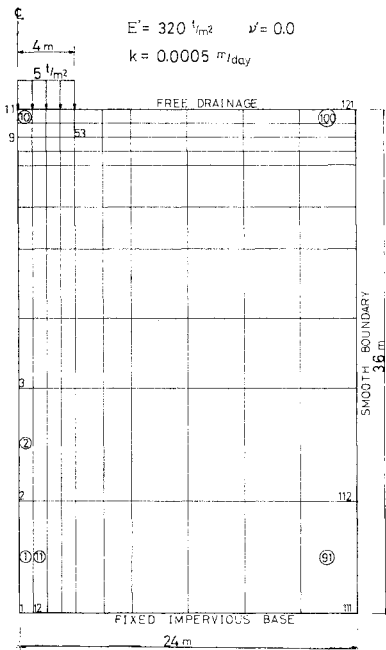 ℄
E'= 320 t/m² ν'= 0.0
k = 0.0005 m/day
4 m
5 t/m²
FREE DRAINAGE
11
10
100
121
9
53
SMOOTH BOUNDARY
36 m
3
2
2
112
1
11
91
1
12
111
FIXED IMPERVIOUS BASE
24 m